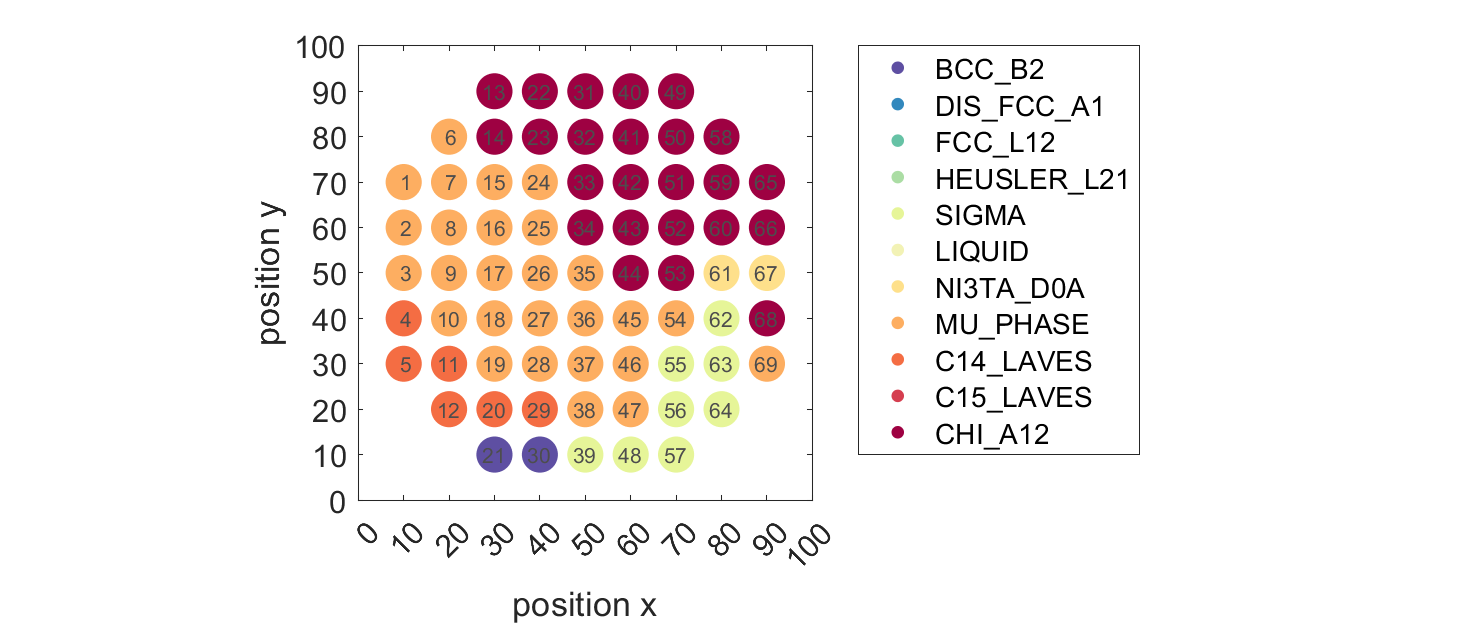 100
90
80
70
60
50
40
30
20
10
0
position y
13 22 31 40 49
6 14 23 32 41 50 58
1 7 15 24 33 42 51 59 65
2 8 16 25 34 43 52 60 66
3 9 17 26 35 44 53 61 67
4 10 18 27 36 45 54 62 68
5 11 19 28 37 46 55 63 69
12 20 29 38 47 56 64
21 30 39 48 57
0 10 20 30 40 50 60 70 80 90 100
position x
BCC_B2
DIS_FCC_A1
FCC_L12
HEUSLER_L21
SIGMA
LIQUID
NI3TA_D0A
MU_PHASE
C14_LAVES
C15_LAVES
CHI_A12